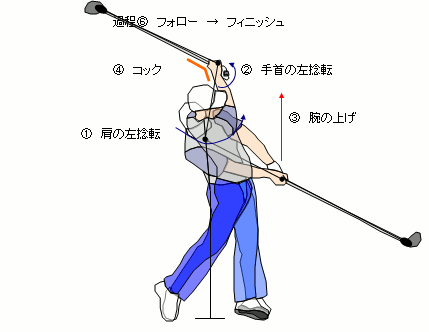 過程⑥ フォロー → フィニッシュ
④ コック
② 手首の左捻転
③ 腕の上げ
① 肩の左捻転